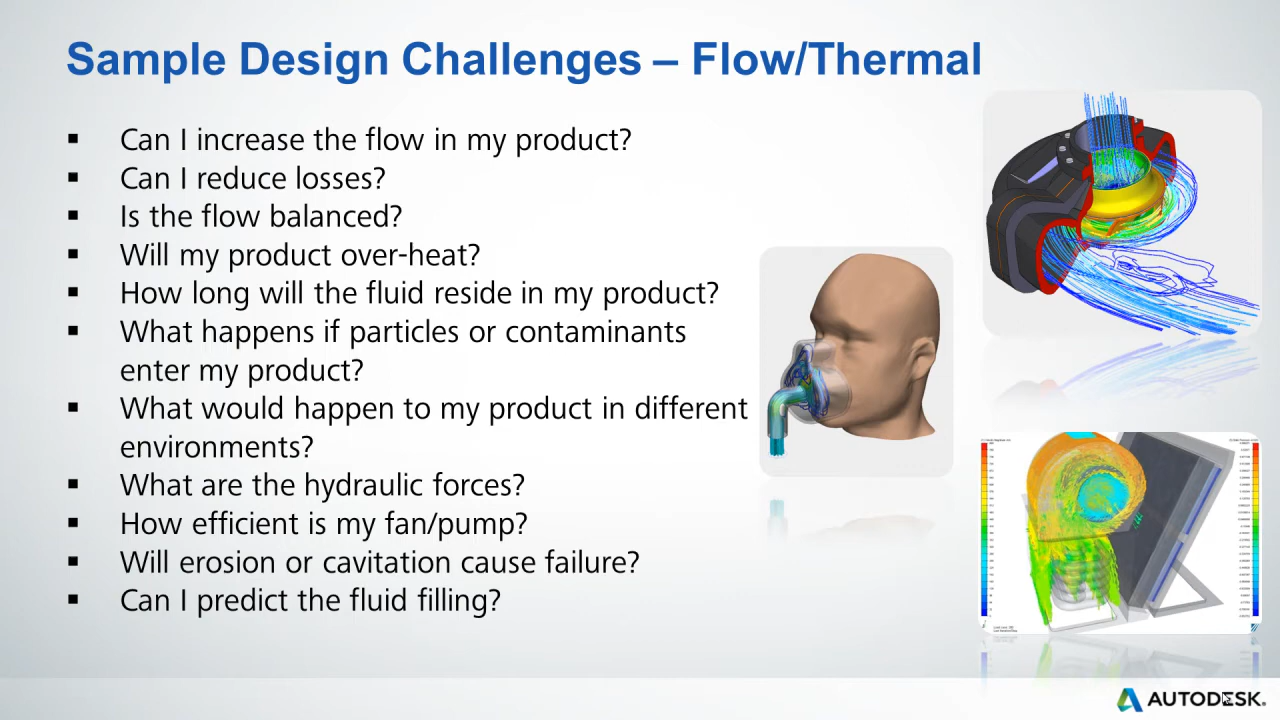 Sample Design Challenges – Flow/Thermal
▪ Can I increase the flow in my product?
▪ Can I reduce losses?
▪ Is the flow balanced?
▪ Will my product over-heat?
▪ How long will the fluid reside in my product?
▪ What happens if particles or contaminants
enter my product?
▪ What would happen to my product in different
environments?
▪ What are the hydraulic forces?
▪ How efficient is my fan/pump?
▪ Will erosion or cavitation cause failure?
▪ Can I predict the fluid filling?
AUTODESK.